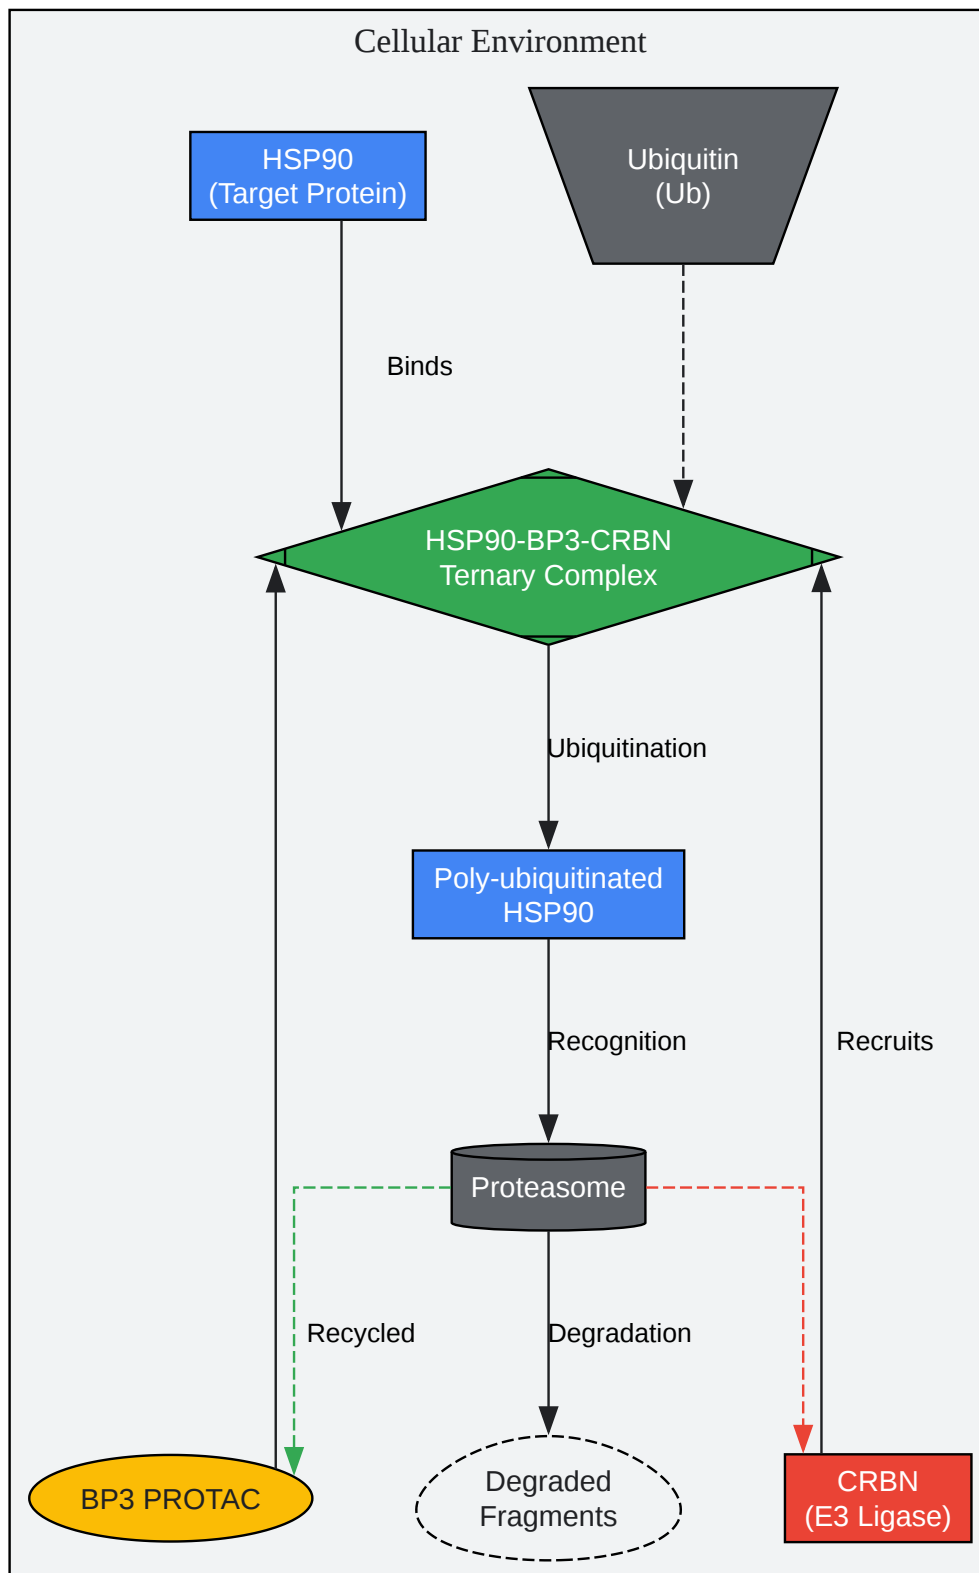 Cellular Environment
HSP90
(Target Protein)
Ubiquitin
(Ub)
Binds
HSP90-BP3-CRBN
Ternary Complex
Ubiquitination
Poly-ubiquitinated
HSP90
Recognition
Recruits
Proteasome
Recycled
Degradation
BP3 PROTAC
Degraded
Fragments
CRBN
(E3 Ligase)